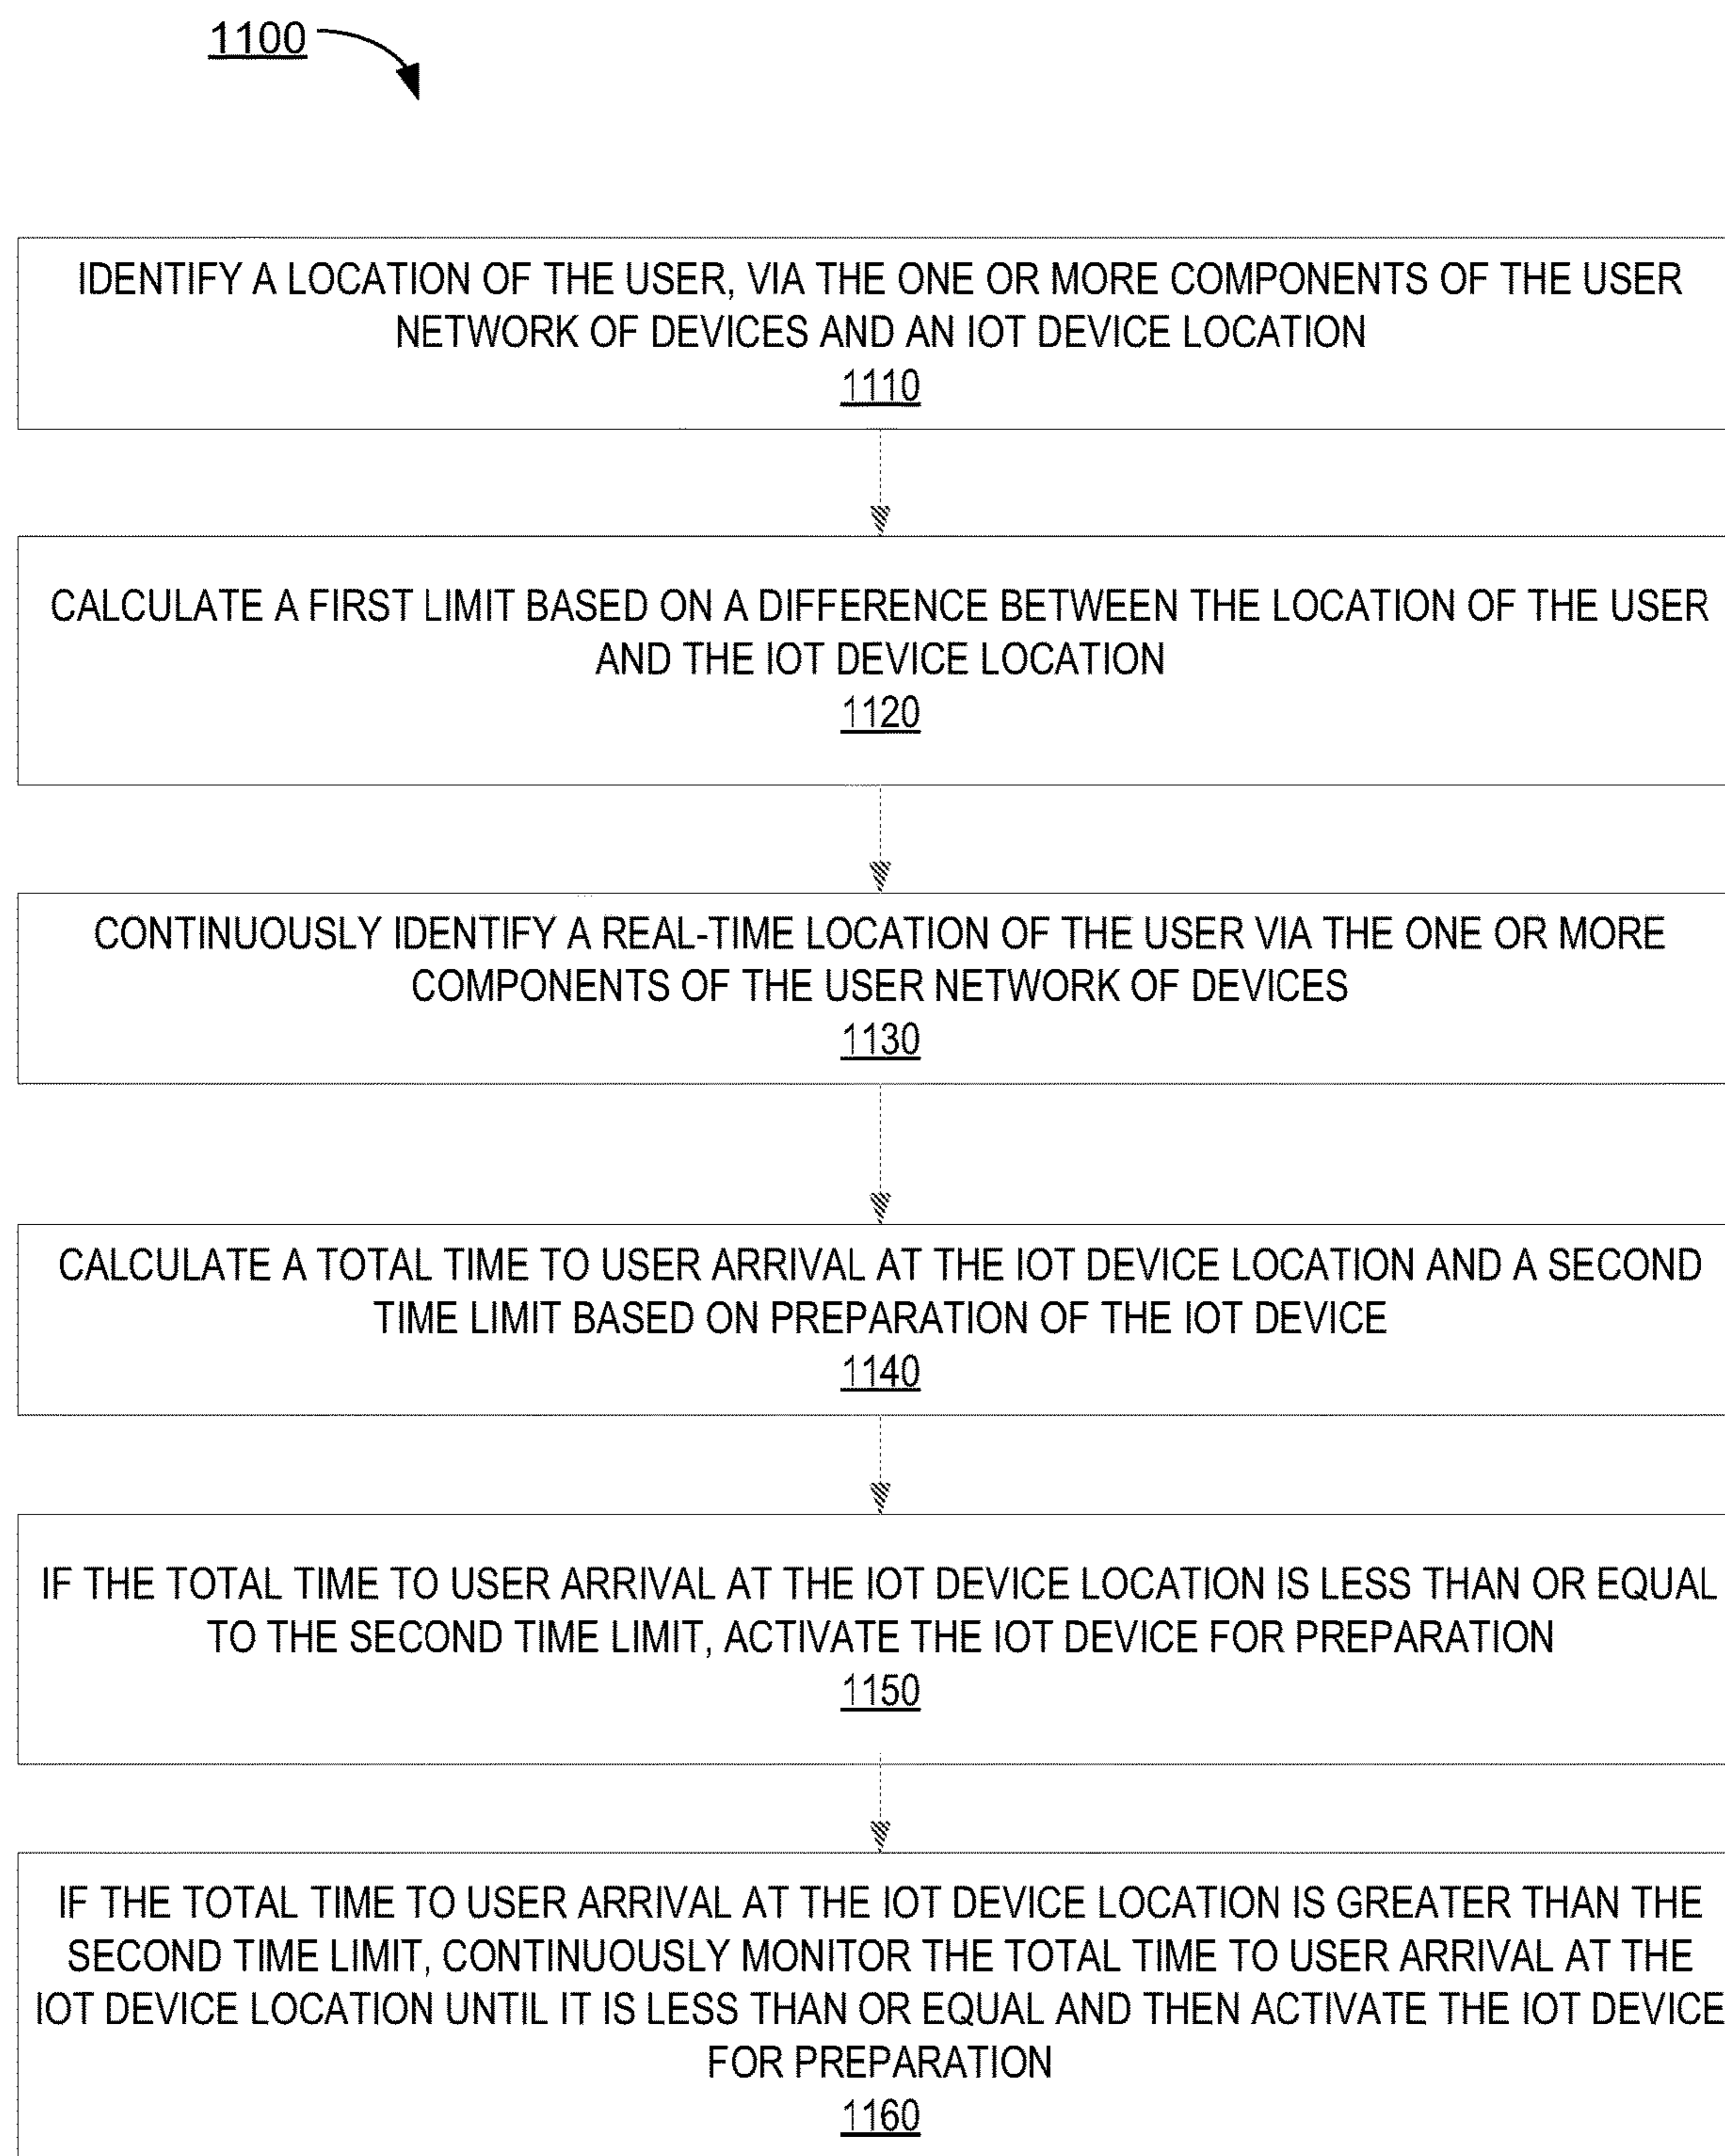 1100
IDENTIFY A LOCATION OF THE USER, VIA THE ONE OR MORE COMPONENTS OF THE USER
NETWORK OF DEVICES AND AN IOT DEVICE LOCATION
1110
CALCULATE A FIRST LIMIT BASED ON A DIFFERENCE BETWEEN THE LOCATION OF THE USER
AND THE IOT DEVICE LOCATION
1120
CONTINUOUSLY IDENTIFY A REAL-TIME LOCATION OF THE USER VIA THE ONE OR MORE
COMPONENTS OF THE USER NETWORK OF DEVICES
1130
CALCULATE A TOTAL TIME TO USER ARRIVAL AT THE IOT DEVICE LOCATION AND A SECOND
TIME LIMIT BASED ON PREPARATION OF THE IOT DEVICE
1140
IF THE TOTAL TIME TO USER ARRIVAL AT THE IOT DEVICE LOCATION IS LESS THAN OR EQUAL
TO THE SECOND TIME LIMIT, ACTIVATE THE IOT DEVICE FOR PREPARATION
1150
IF THE TOTAL TIME TO USER ARRIVAL AT THE IOT DEVICE LOCATION IS GREATER THAN THE
SECOND TIME LIMIT, CONTINUOUSLY MONITOR THE TOTAL TIME TO USER ARRIVAL AT THE
IOT DEVICE LOCATION UNTIL IT IS LESS THAN OR EQUAL AND THEN ACTIVATE THE IOT DEVICE
FOR PREPARATION
1160